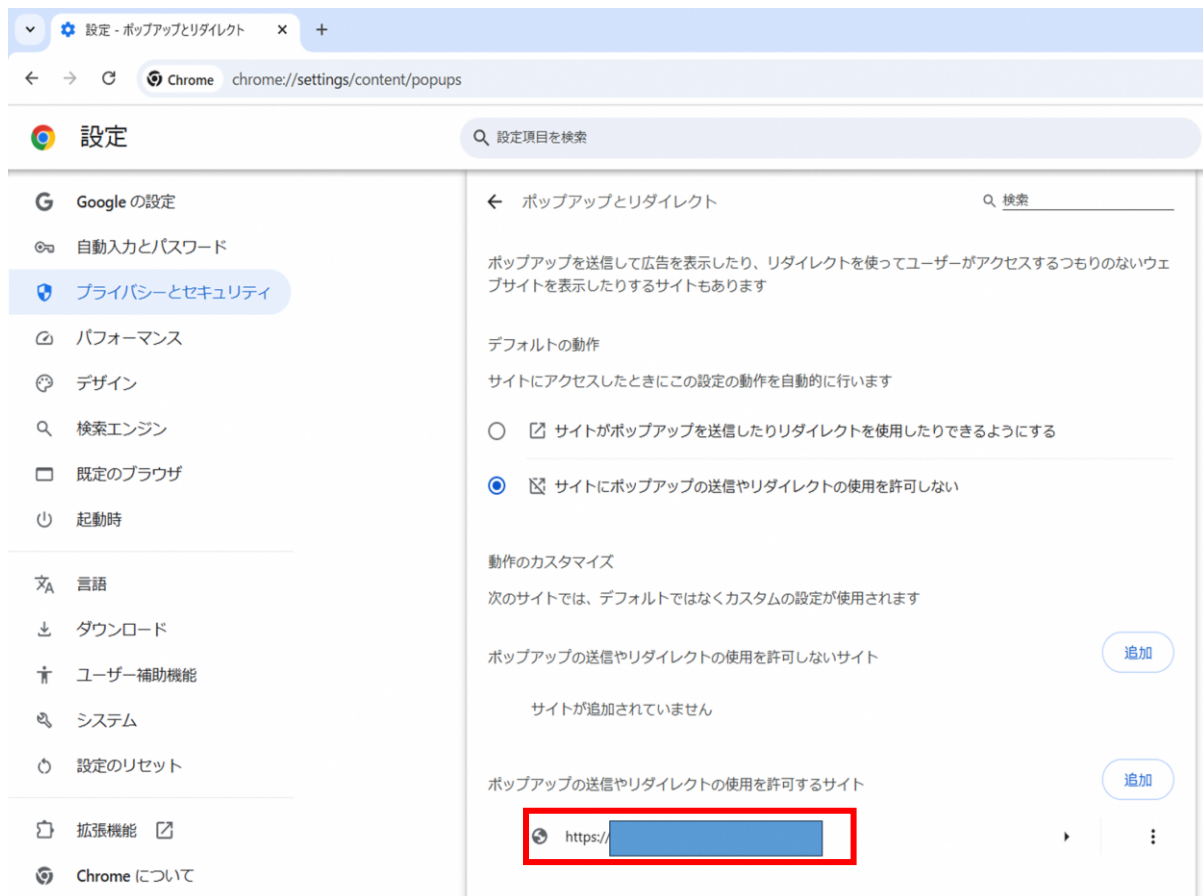 設定 - ポップアップとリダイレクト
Chrome
chrome://settings/content/popups
設定
設定項目を検索
Google の設定
自動入力とパスワード
プライバシーとセキュリティ
パフォーマンス
デザイン
検索エンジン
既定のブラウザ
起動時
言語
ダウンロード
ユーザー補助機能
システム
設定のリセット
拡張機能
Chrome について
ポップアップとリダイレクト
検索
ポップアップを送信して広告を表示したり、リダイレクトを使ってユーザーがアクセスするつもりのないウェ
ブサイトを表示したりするサイトもあります
デフォルトの動作
サイトにアクセスしたときにこの設定の動作を自動的に行います
サイトがポップアップを送信したりリダイレクトを使用したりできるようにする
サイトにポップアップの送信やリダイレクトの使用を許可しない
動作のカスタマイズ
次のサイトでは、デフォルトではなくカスタムの設定が使用されます
ポップアップの送信やリダイレクトの使用を許可しないサイト
追加
サイトが追加されていません
ポップアップの送信やリダイレクトの使用を許可するサイト
追加
https://